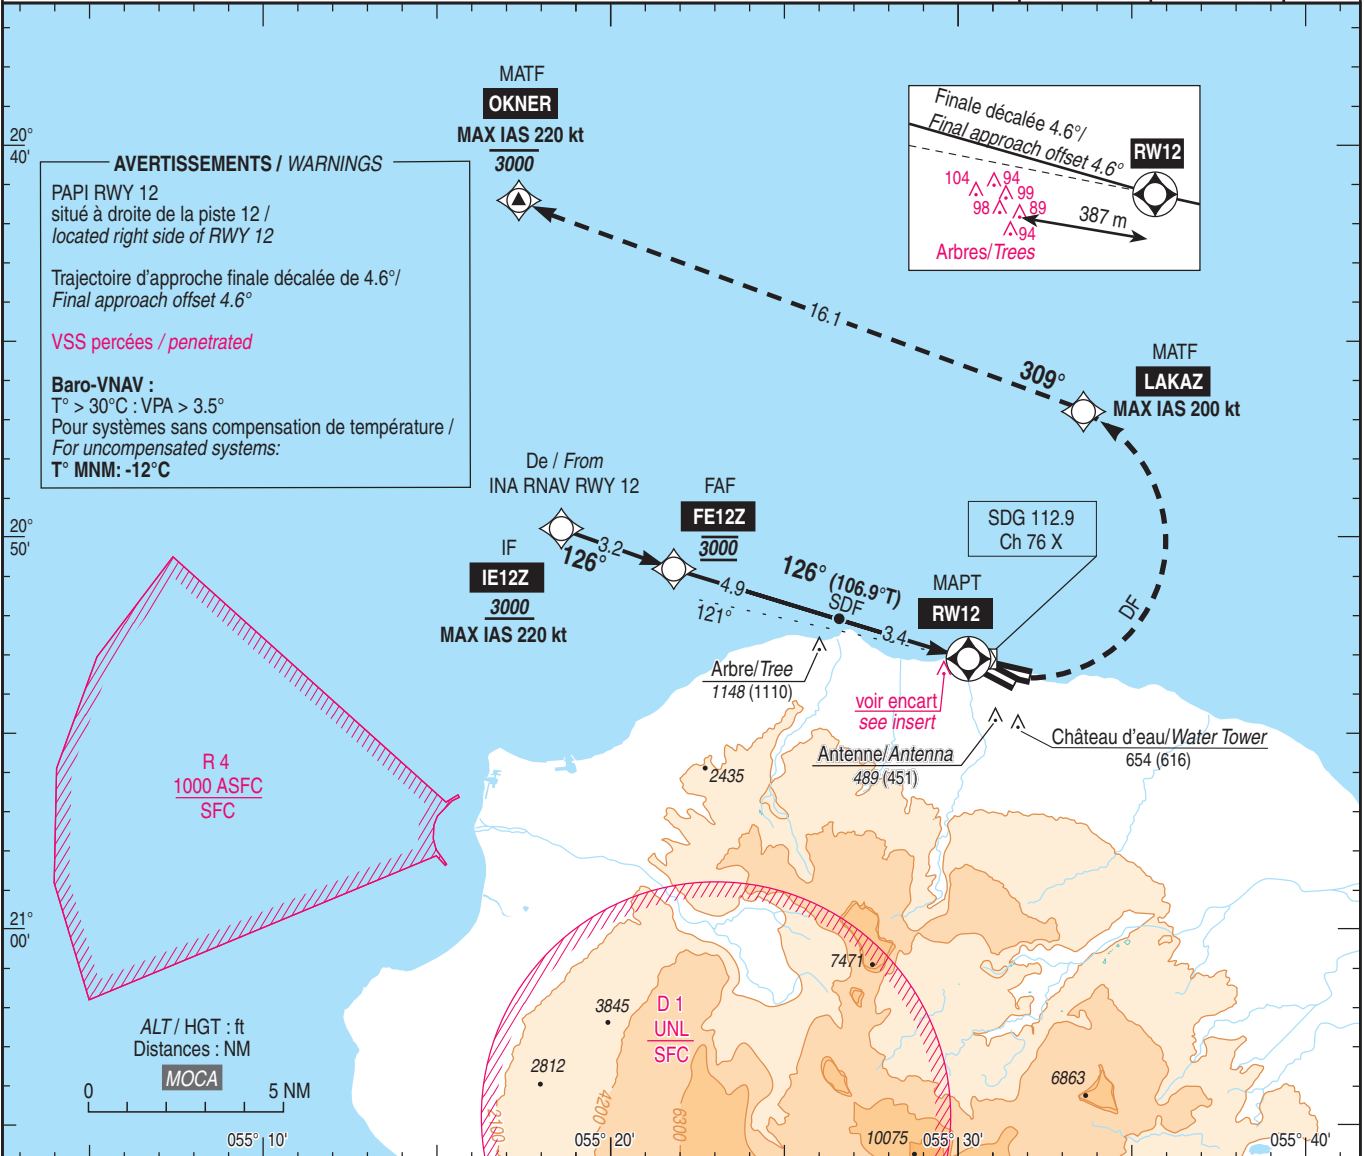 MATF
OKNER
MAX IAS 220 kt
3000
20°
40'
AVERTISSEMENTS / WARNINGS
PAPI RWY 12
situé à droite de la piste 12 /
located right side of RWY 12
Trajectoire d'approche finale décalée de 4.6°/
Final approach offset 4.6°
VSS percées / penetrated
Baro-VNAV :
T° > 30°C : VPA > 3.5°
Pour systèmes sans compensation de température /
For uncompensated systems:
T° MNM: -12°C
Finale décalée 4.6°/
Final approach offset 4.6°
RW12
104
94
99
98
89
94
387 m
Arbres/Trees
16.1
309°
MATF
LAKAZ
MAX IAS 200 kt
De / From
INA RNAV RWY 12
FAF
FE12Z
3000
SDG 112.9
Ch 76 X
20°
50'
IF
IE12Z
3000
MAX IAS 220 kt
3.2
126°
4.9
126° (106.9°T)
SDF
121°
3.4
MAPT
RW12
DF
Arbre/Tree
1148 (1110)
voir encart
see insert
Antenne/Antenna
489 (451)
Château d'eau/Water Tower
654 (616)
R 4
1000 ASFC
SFC
2435
21°
00'
7471
3845
D 1
UNL
SFC
2812
6863
10075
2100
4200
6300
ALT / HGT : ft
Distances : NM
MOCA
0
5 NM
055° 10'
055° 20'
055° 30'
055° 40'